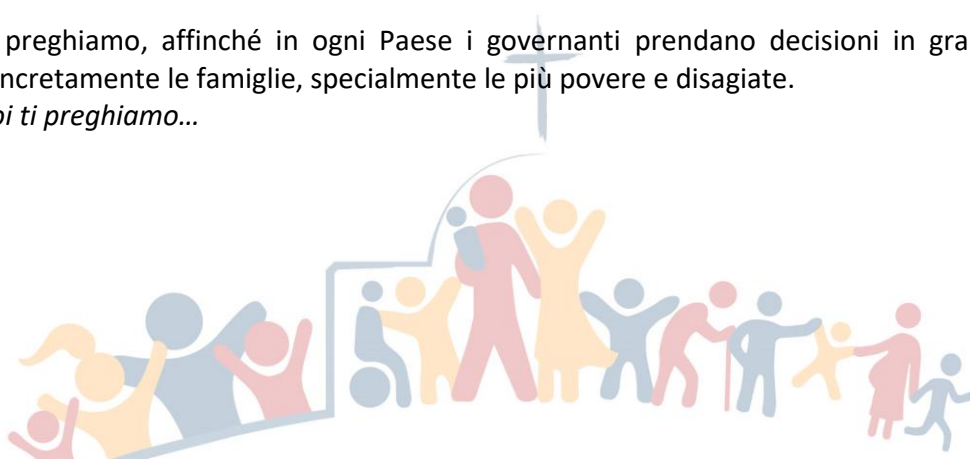 preghiamo, affinché in ogni Paese i governanti prendano decisioni in gra
ncretamente le famiglie, specialmente le più povere e disagiate.
oi ti preghiamo…